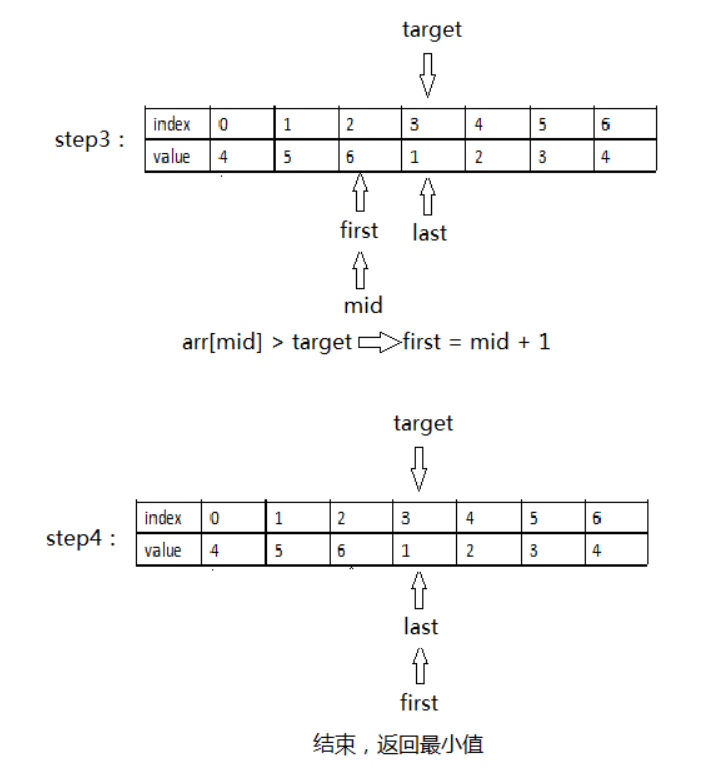 target
step3：
index 0 1 2 3 4 5 6
value 4 5 6 1 2 3 4
first last
mid
arr[mid] > target first = mid + 1
target
step4：
index 0 1 2 3 4 5 6
value 4 5 6 1 2 3 4
last
first
结束，返回最小值